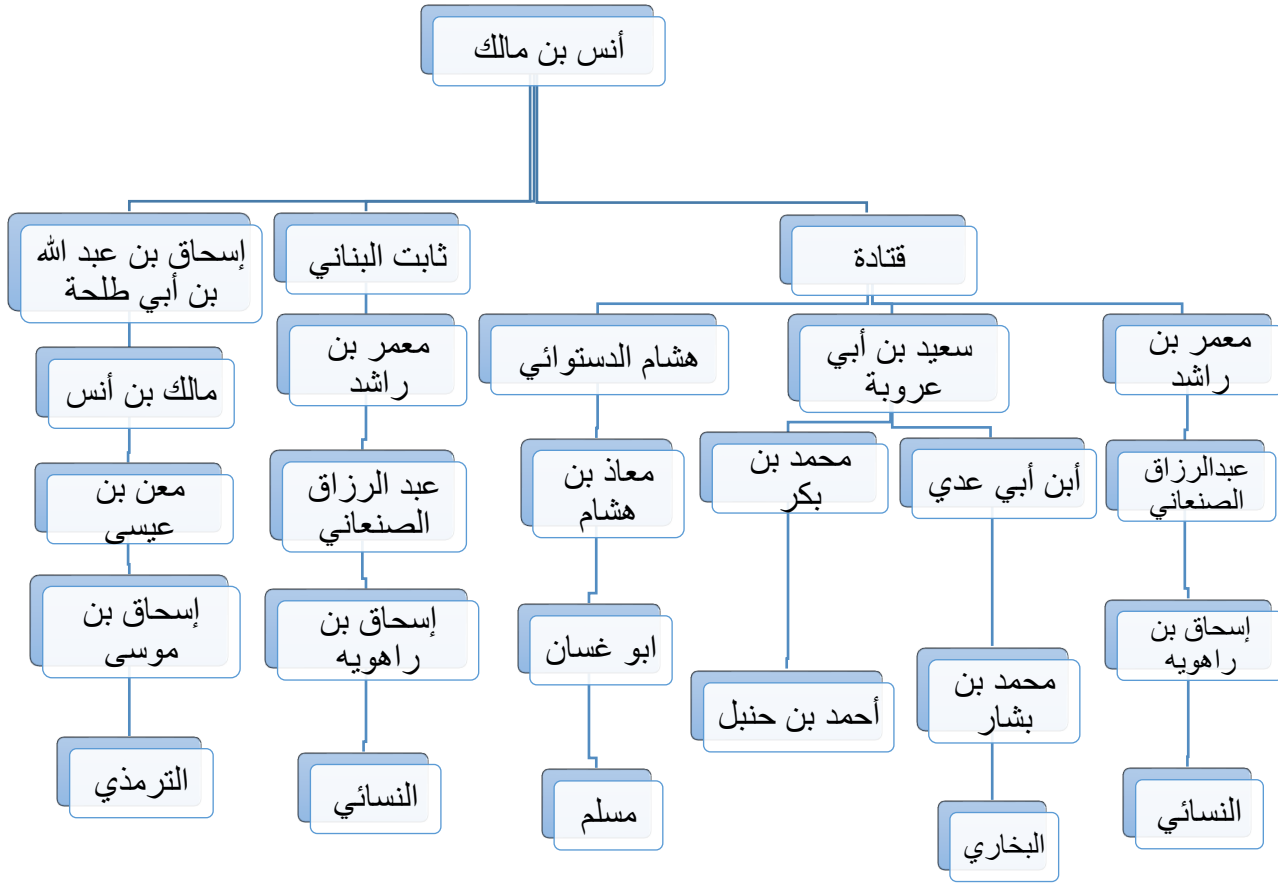 أنس بن مالك
قتادة
ثابت البناني
إسحاق بن عبد الله
بن أبي طلحة
معمر بن
راشد
سعيد بن أبي
عروبة
هشام الدستوائي
معمر بن
راشد
مالك بن أنس
عبدالرزاق
الصنعاني
أبن أبي عدي
محمد بن
بكر
معاذ بن
هشام
عبد الرزاق
الصنعاني
معن بن
عيسى
إسحاق بن
راهويه
محمد بن
بشار
أحمد بن حنبل
ابو غسان
إسحاق بن
راهويه
إسحاق بن
موسى
النسائي
البخاري
مسلم
النسائي
الترمذي